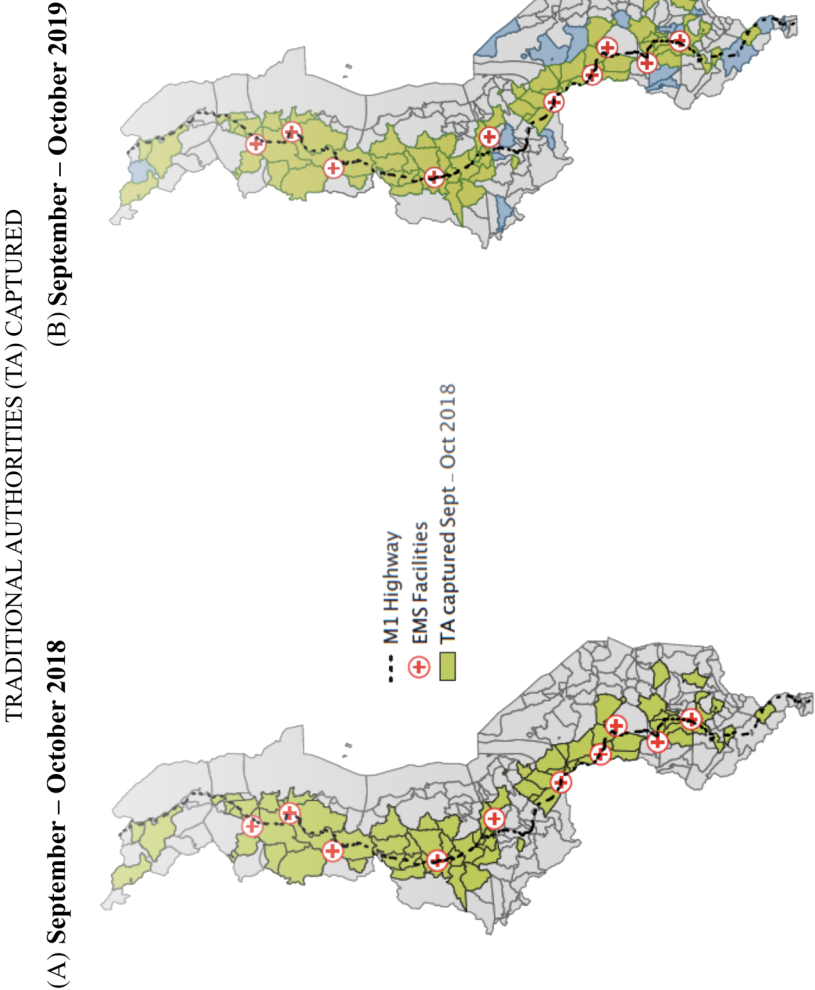 TRADITIONAL AUTHORITIES (TA) CAPTURED
(A) September – October 2018
(B) September – October 2019
M1 Highway
EMS Facilities
TA captured Sept - Oct 2018